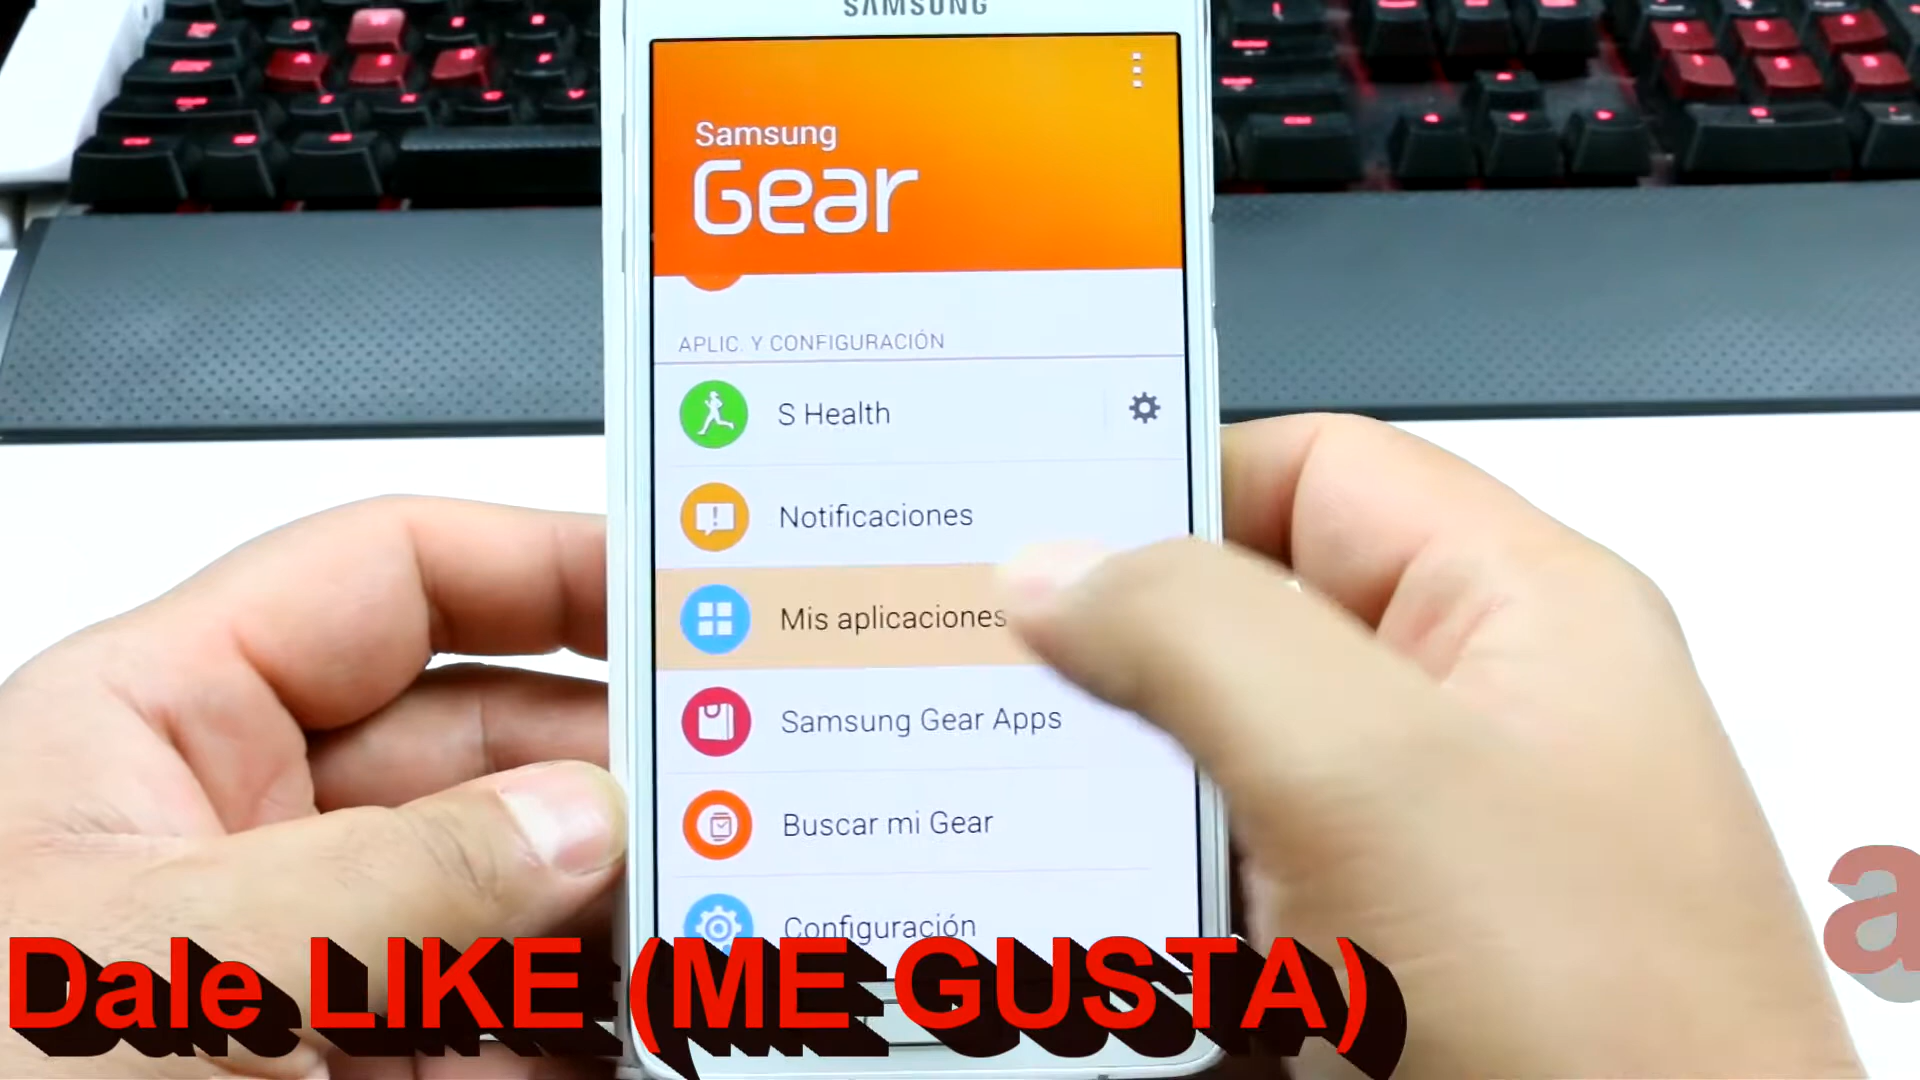 SAMSUNG
Samsung
Gear
APLIC. Y CONFIGURACIÓN
S Health
Notificaciones
Mis aplicaciones
Samsung Gear Apps
Buscar mi Gear
Configuración
Dale LIKE (ME GUSTA)
a